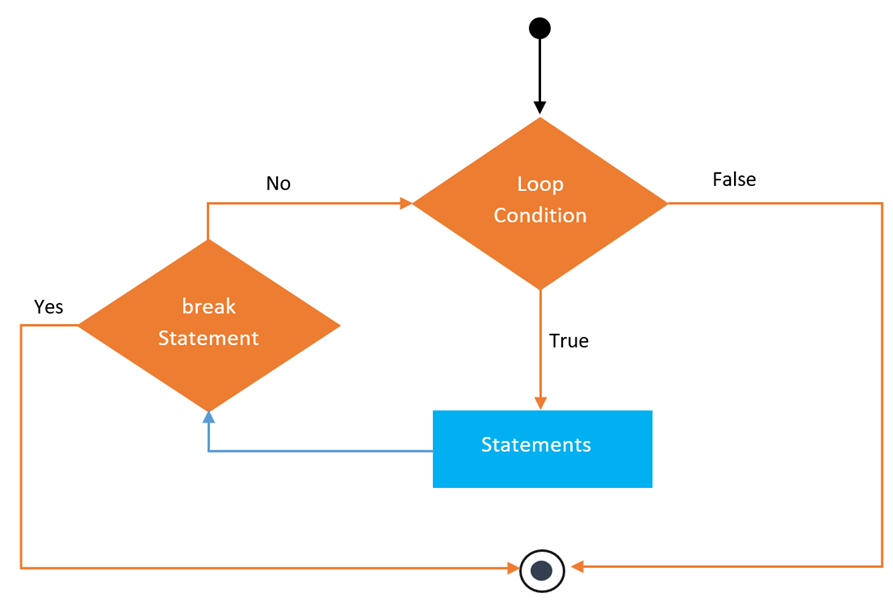 No
Loop
Condition
False
Yes
break
Statement
True
Statements